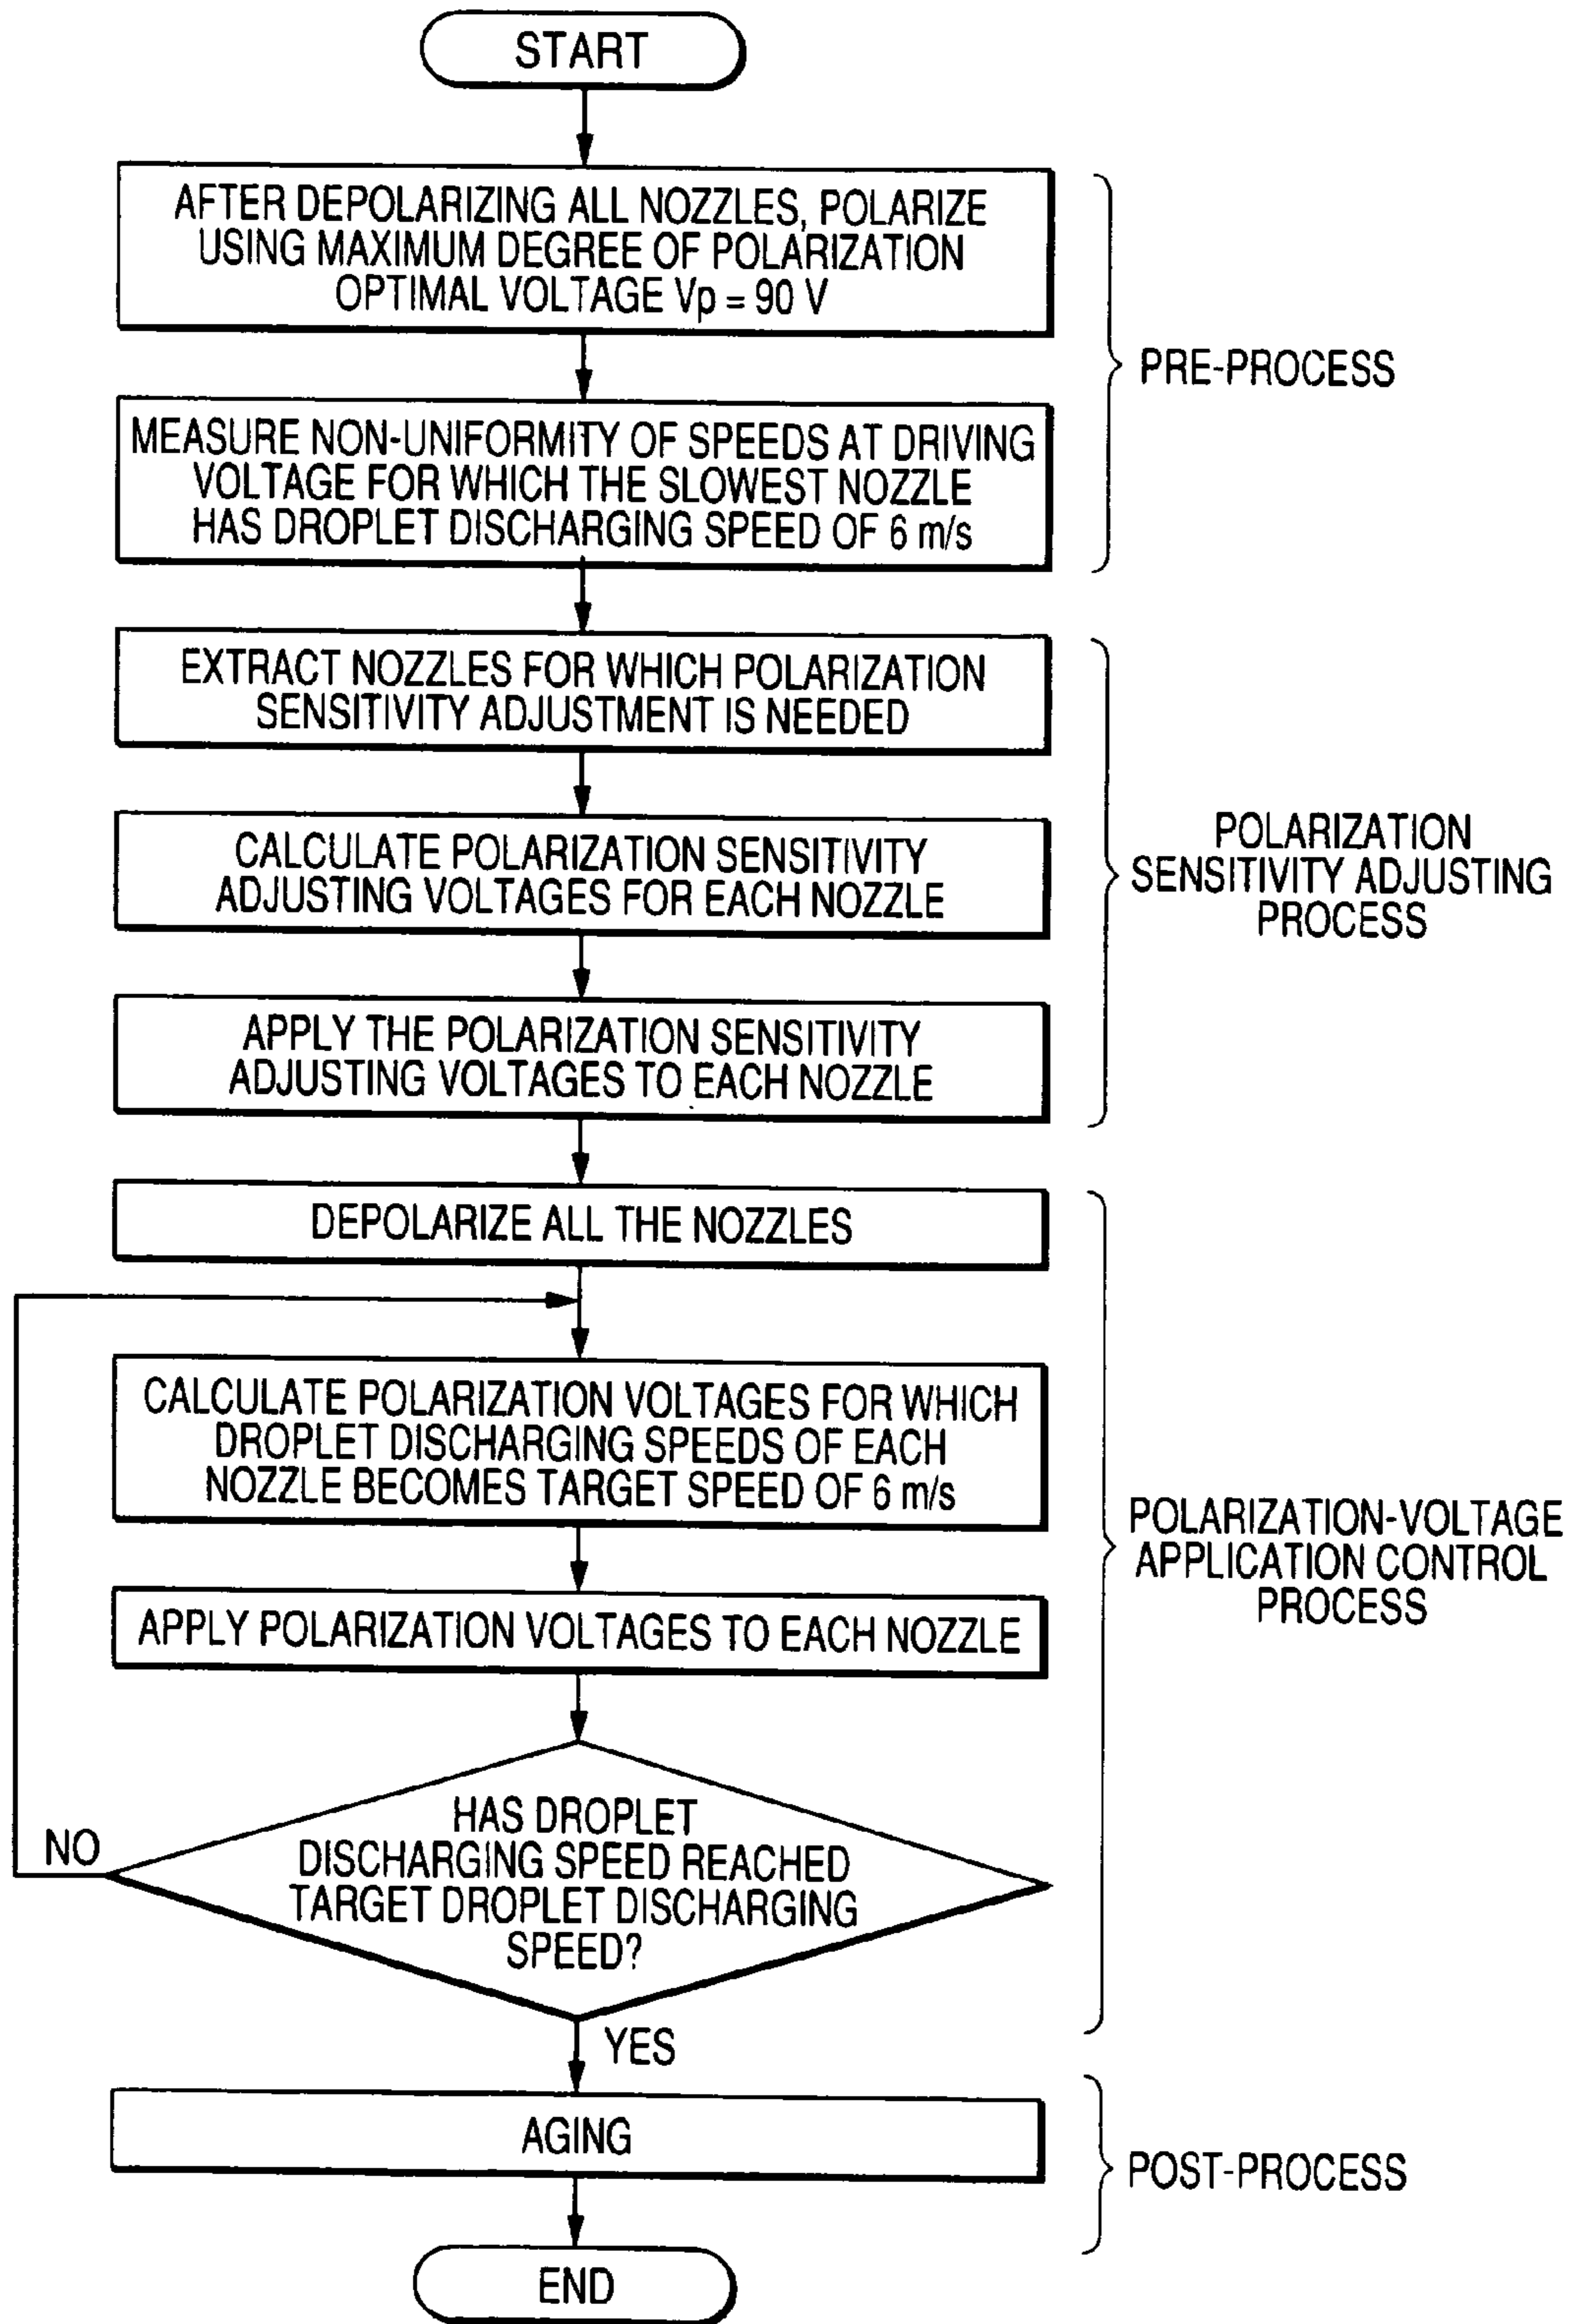 START
AFTER DEPOLARIZING ALL NOZZLES, POLARIZE
USING MAXIMUM DEGREE OF POLARIZATION
OPTIMAL VOLTAGE Vp = 90 V
MEASURE NON-UNIFORMITY OF SPEEDS AT DRIVING
VOLTAGE FOR WHICH THE SLOWEST NOZZLE
HAS DROPLET DISCHARGING SPEED OF 6 m/s
PRE-PROCESS
EXTRACT NOZZLES FOR WHICH POLARIZATION
SENSITIVITY ADJUSTMENT IS NEEDED
CALCULATE POLARIZATION SENSITIVITY
ADJUSTING VOLTAGES FOR EACH NOZZLE
APPLY THE POLARIZATION SENSITIVITY
ADJUSTING VOLTAGES TO EACH NOZZLE
POLARIZATION
SENSITIVITY ADJUSTING
PROCESS
DEPOLARIZE ALL THE NOZZLES
CALCULATE POLARIZATION VOLTAGES FOR WHICH
DROPLET DISCHARGING SPEEDS OF EACH
NOZZLE BECOMES TARGET SPEED OF 6 m/s
APPLY POLARIZATION VOLTAGES TO EACH NOZZLE
HAS DROPLET
DISCHARGING SPEED REACHED
TARGET DROPLET DISCHARGING
SPEED?
NO
YES
POLARIZATION-VOLTAGE
APPLICATION CONTROL
PROCESS
AGING
POST-PROCESS
END